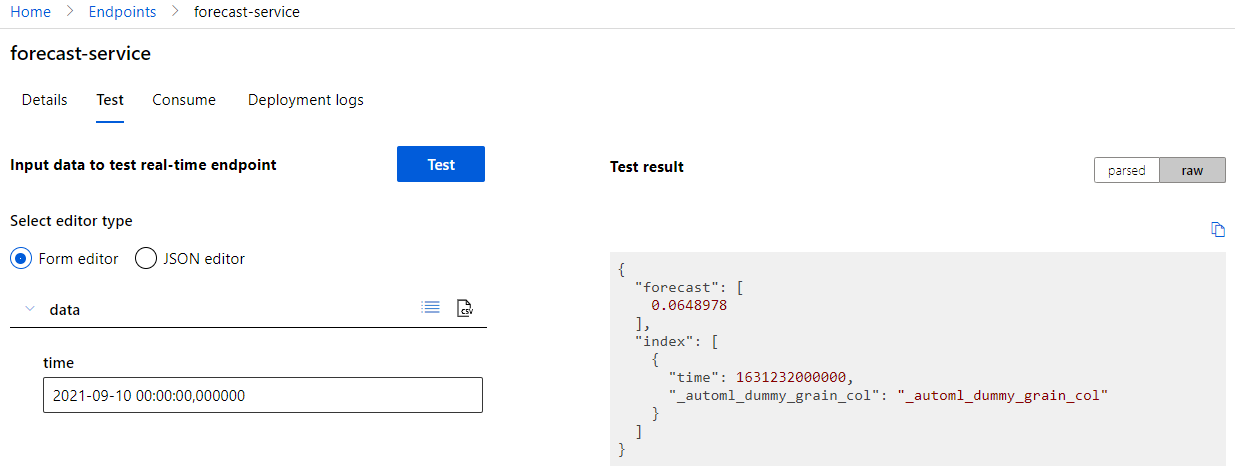 Home > Endpoints > forecast-service
forecast-service
Details Test Consume Deployment logs
Input data to test real-time endpoint Test
Select editor type
Form editor JSON editor
data CSV
time
2021-09-10 00:00:00,000000
Test result parsed raw
{
"forecast": [
0.0648978
],
"index": [
{
"time": 1631232000000,
"_automl_dummy_grain_col": "_automl_dummy_grain_col"
}
]
}